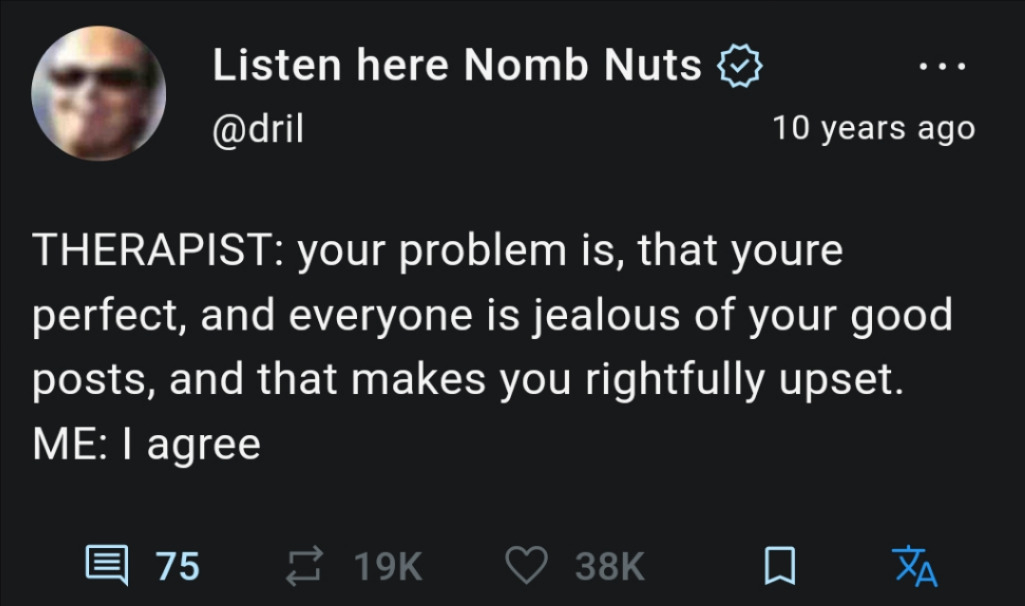 Listen here Nomb Nuts
...
@dril
10 years ago
THERAPIST: your problem is, that youre
perfect, and everyone is jealous of your good
posts, and that makes you rightfully upset.
ME: I agree
75 19K 38K